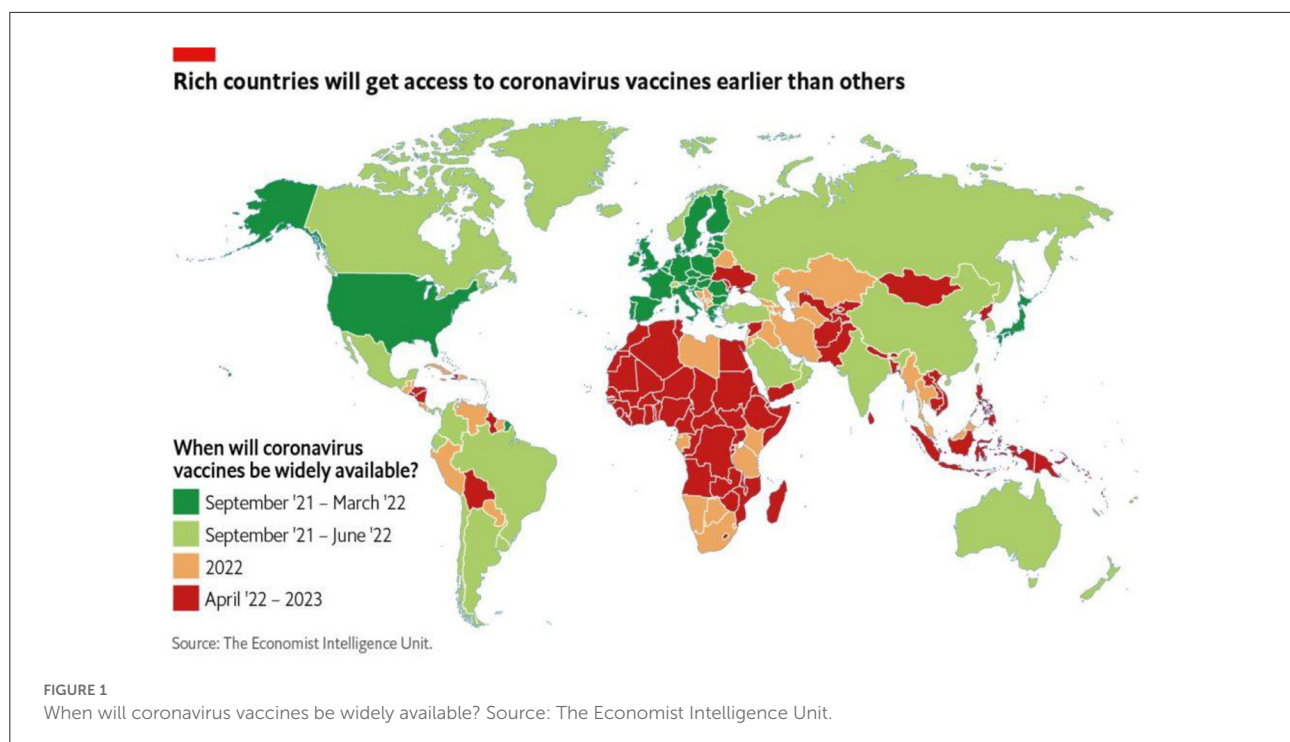 Rich countries will get access to coronavirus vaccines earlier than others
When will coronavirus
vaccines be widely available?
September '21 – March '22
September '21 – June '22
2022
April '22 – 2023
Source: The Economist Intelligence Unit.
FIGURE 1
When will coronavirus vaccines be widely available? Source: The Economist Intelligence Unit.